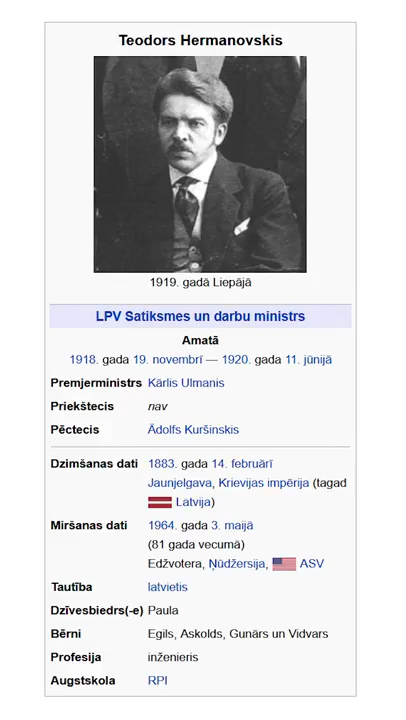 Teodors Hermanovskis
1919. gadā Liepājā
LPV Satiksmes un darbu ministrs
Amatā
1918. gada 19. novembrī — 1920. gada 11. jūnijā
Premjerministrs Kārlis Ulmanis
Priekštecis nav
Pēctecis Ādolfs Kuršinskis
Dzimšanas dati 1883. gada 14. februārī
Jaunjelgava, Krievijas impērija (tagad
Latvija)
Miršanas dati 1964. gada 3. maijā
(81 gada vecumā)
Edžvotera, Ņūdžersija, ASV
Tautība latvietis
Dzīvesbiedrs(-e) Paula
Bērni Egils, Askolds, Gunārs un Vidvars
Profesija inženieris
Augstskola RPI